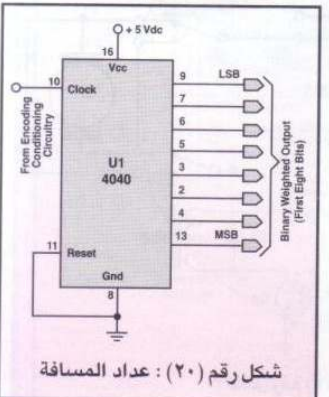 + 5 Vdc
16
Vcc
10
Clock
From Encoding
Conditioning
Circuitry
U1
4040
9
LSB
7
6
5
3
2
4
13
MSB
Binary Weighted Output
(First Eight Bits)
11
Reset
Gnd
8
شكل رقم (٢٠) : عداد المسافة